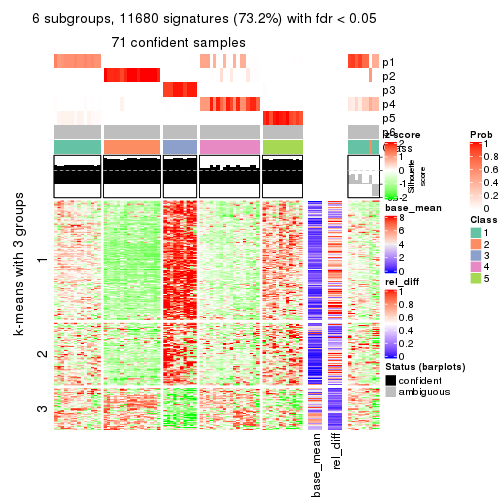 6 subgroups, 11680 signatures (73.2%) with fdr < 0.05
71 confident samples
p1
p2
p3
p4
p5
p6
Class
Silhouette
score
z-score
2
0
-2
base_mean
8
6
4
2
0
rel_diff
1
0.8
0.6
0.4
0.2
0
Status (barplots)
confident
ambiguous
Prob
1
0.8
0.6
0.4
0.2
0
Class
1
2
3
4
5
k-means with 3 groups
1
2
3
base_mean
rel_diff